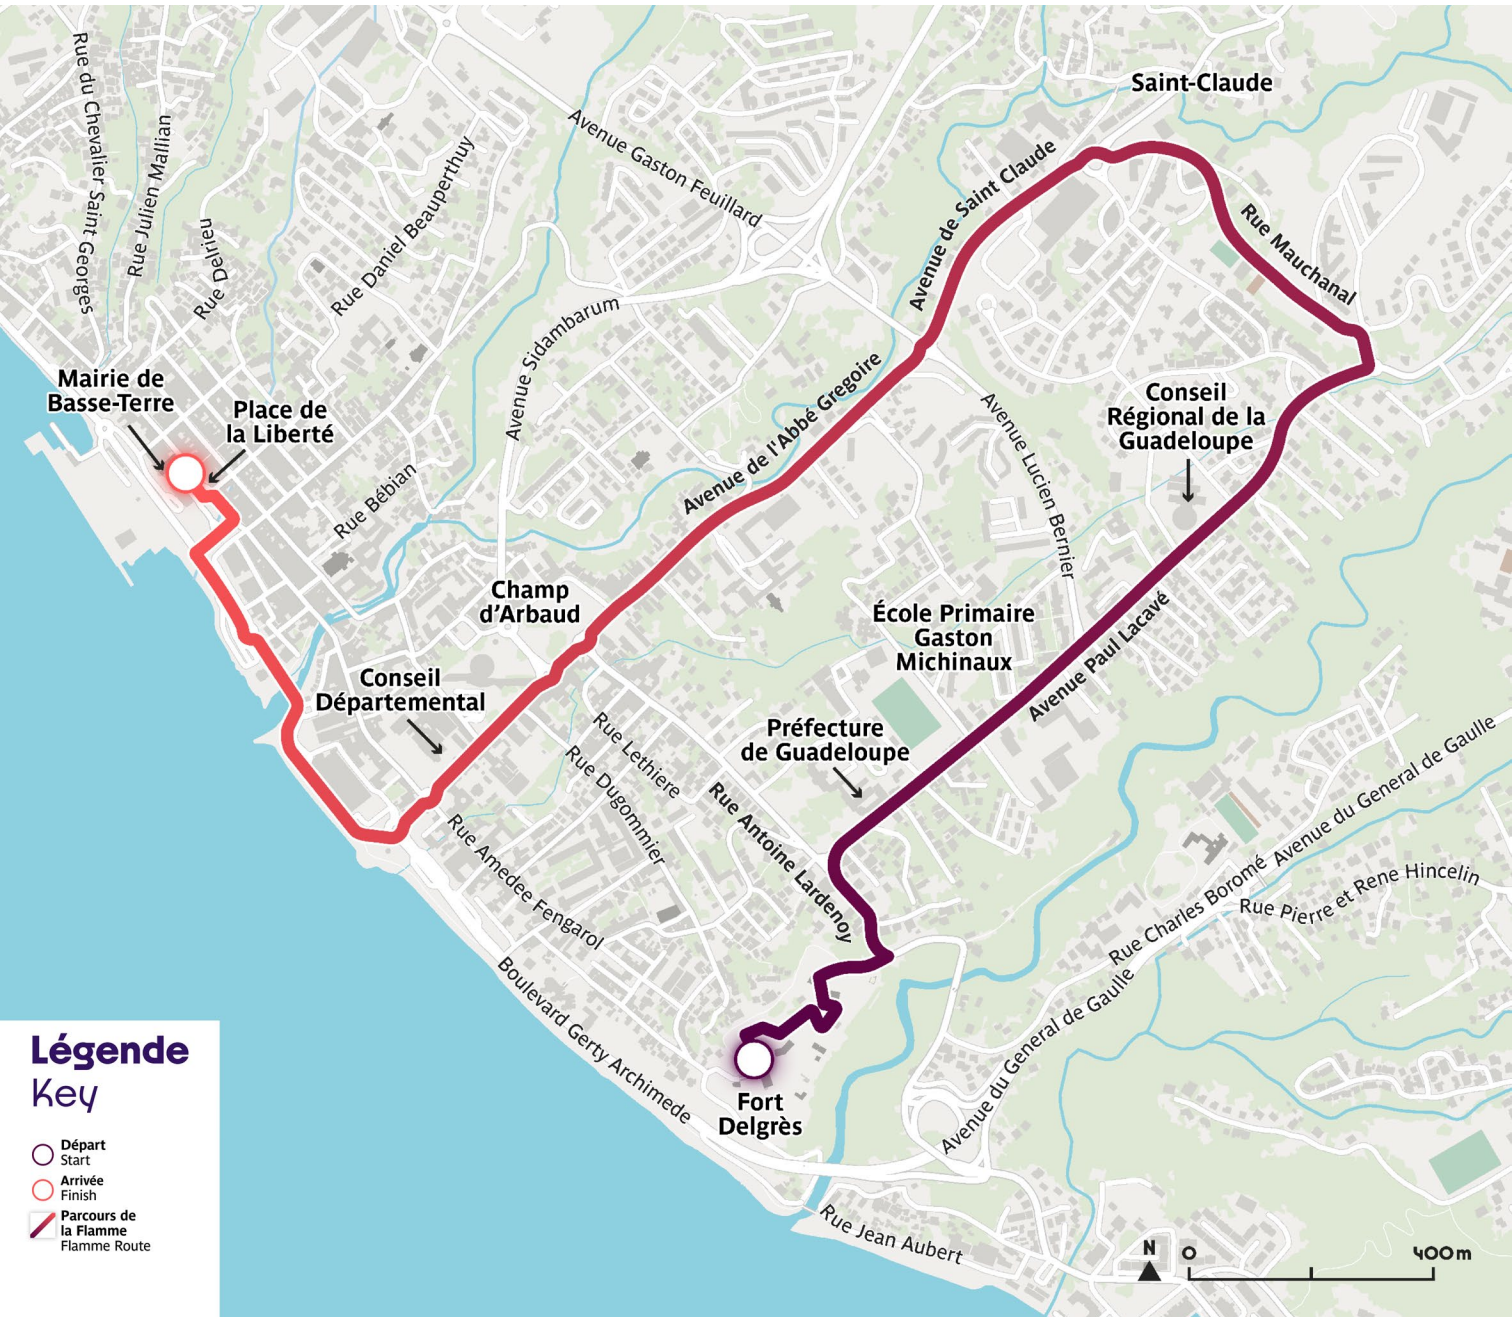 Saint-Claude
Rue du Chevalier Saint Georges
Rue Julien Mallian
Rue Delrieu
Rue Daniel Beauperthuy
Avenue Gaston Feuillard
Avenue de Saint Claude
Rue Mauchanal
Avenue Sidambarum
Mairie de
Basse-Terre
Place de
la Liberté
Avenue de l'Abbé Gregoire
Avenue Lucien Bernier
Conseil
Régional de la
Guadeloupe
Rue Bébian
Champ
d'Arbaud
École Primaire
Gaston
Michinaux
Avenue Paul Lacavé
Conseil
Départemental
Rue Lethiere
Rue Dugommier
Préfecture
de Guadeloupe
Rue Antoine Lardenoy
Rue Amedee Fengarol
Avenue du General de Gaulle
Rue Charles Boromé
Rue Pierre et Rene Hincelin
Boulevard Gerty Archimede
Avenue du General de Gaulle
Fort
Delgrès
Rue Jean Aubert
Légende
Key
Départ
Start
Arrivée
Finish
Parcours de
la Flamme
Flamme Route
N 0 400m